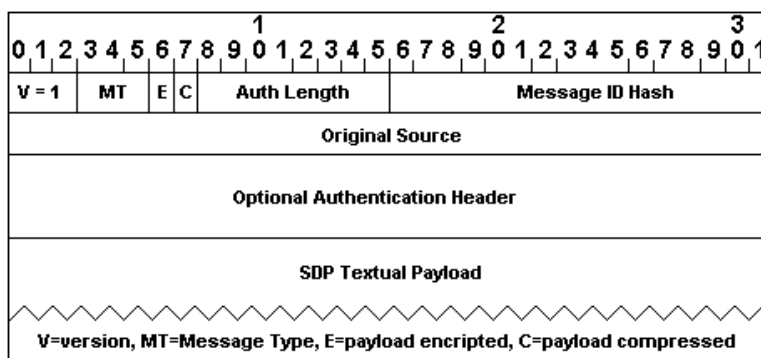 1 2 3
0 1 2 3 4 5 6 7 8 9 0 1 2 3 4 5 6 7 8 9 0 1 2 3 4 5 6 7 8 9 0 1
V = 1 MT E C Auth Length Message ID Hash
Original Source
Optional Authentication Header
SDP Textual Payload
V=version, MT=Message Type, E=payload encripted, C=payload compressed